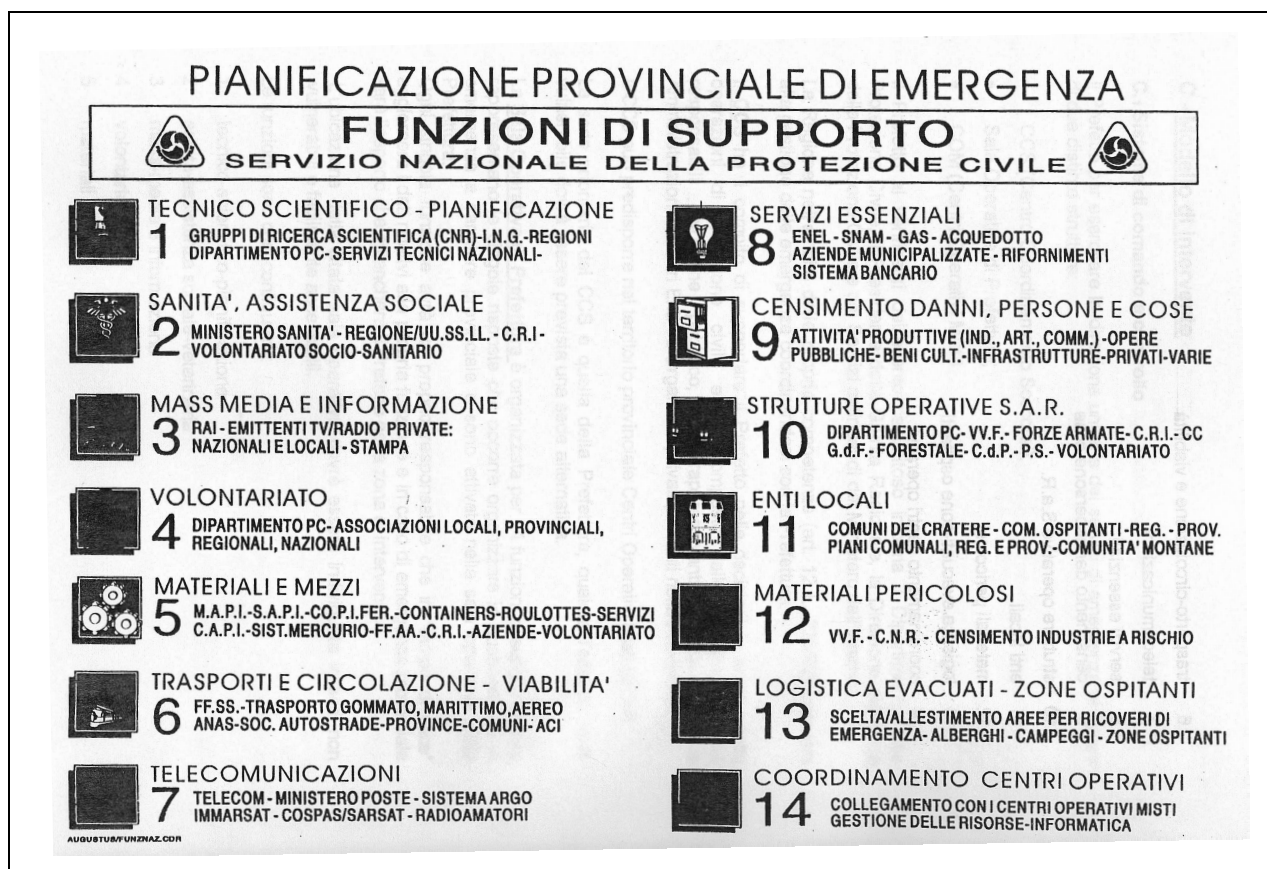 PIANIFICAZIONE PROVINCIALE DI EMERGENZA
FUNZIONI DI SUPPORTO
SERVIZIO NAZIONALE DELLA PROTEZIONE CIVILE
TECNICO SCIENTIFICO - PIANIFICAZIONE
1
GRUPPI DI RICERCA SCIENTIFICA (CNR)-I.N.G.-REGIONI
DIPARTIMENTO PC- SERVIZI TECNICI NAZIONALI-
SANITA', ASSISTENZA SOCIALE
2
MINISTERO SANITA' - REGIONE/UU.SS.LL. - C.R.I -
VOLONTARIATO SOCIO-SANITARIO
MASS MEDIA E INFORMAZIONE
3
RAI - EMITTENTI TV/RADIO PRIVATE:
NAZIONALI E LOCALI - STAMPA
VOLONTARIATO
4
DIPARTIMENTO PC- ASSOCIAZIONI LOCALI, PROVINCIALI,
REGIONALI, NAZIONALI
MATERIALI E MEZZI
5
M.A.P.I.-S.A.P.I.-CO.P.I.FER.-CONTAINERS-ROULOTTES-SERVIZI
C.A.P.I.-SIST.MERCURIO-FF.AA.-C.R.I.-AZIENDE-VOLONTARIATO
TRASPORTI E CIRCOLAZIONE - VIABILITA'
6
FF.SS.-TRASPORTO GOMMATO, MARITTIMO,AEREO
ANAS-SOC. AUTOSTRADE-PROVINCE-COMUNI- ACI
TELECOMUNICAZIONI
7
TELECOM - MINISTERO POSTE - SISTEMA ARGO
IMMARSAT - COSPAS/SARSAT - RADIOAMATORI
AUGUSTUS/FUNZNAZ.CDR
SERVIZI ESSENZIALI
8
ENEL - SNAM - GAS - ACQUEDOTTO
AZIENDE MUNICIPALIZZATE - RIFORNIMENTI
SISTEMA BANCARIO
CENSIMENTO DANNI, PERSONE E COSE
9
ATTIVITA' PRODUTTIVE (IND., ART., COMM.) -OPERE
PUBBLICHE- BENI CULT.-INFRASTRUTTURE-PRIVATI-VARIE
STRUTTURE OPERATIVE S.A.R.
10
DIPARTIMENTO PC- VV.F.- FORZE ARMATE- C.R.I. - CC
G.d.F.- FORESTALE- C.d.P.- P.S.- VOLONTARIATO
ENTI LOCALI
11
COMUNI DEL CRATERE - COM. OSPITANTI -REG. - PROV.
PIANI COMUNALI, REG. E PROV.-COMUNITA' MONTANE
MATERIALI PERICOLOSI
12
VV.F. - C.N.R. - CENSIMENTO INDUSTRIE A RISCHIO
LOGISTICA EVACUATI - ZONE OSPITANTI
13
SCELTA/ALLESTIMENTO AREE PER RICOVERI DI
EMERGENZA- ALBERGHI - CAMPEGGI - ZONE OSPITANTI
COORDINAMENTO CENTRI OPERATIVI
14
COLLEGAMENTO CON I CENTRI OPERATIVI MISTI
GESTIONE DELLE RISORSE-INFORMATICA